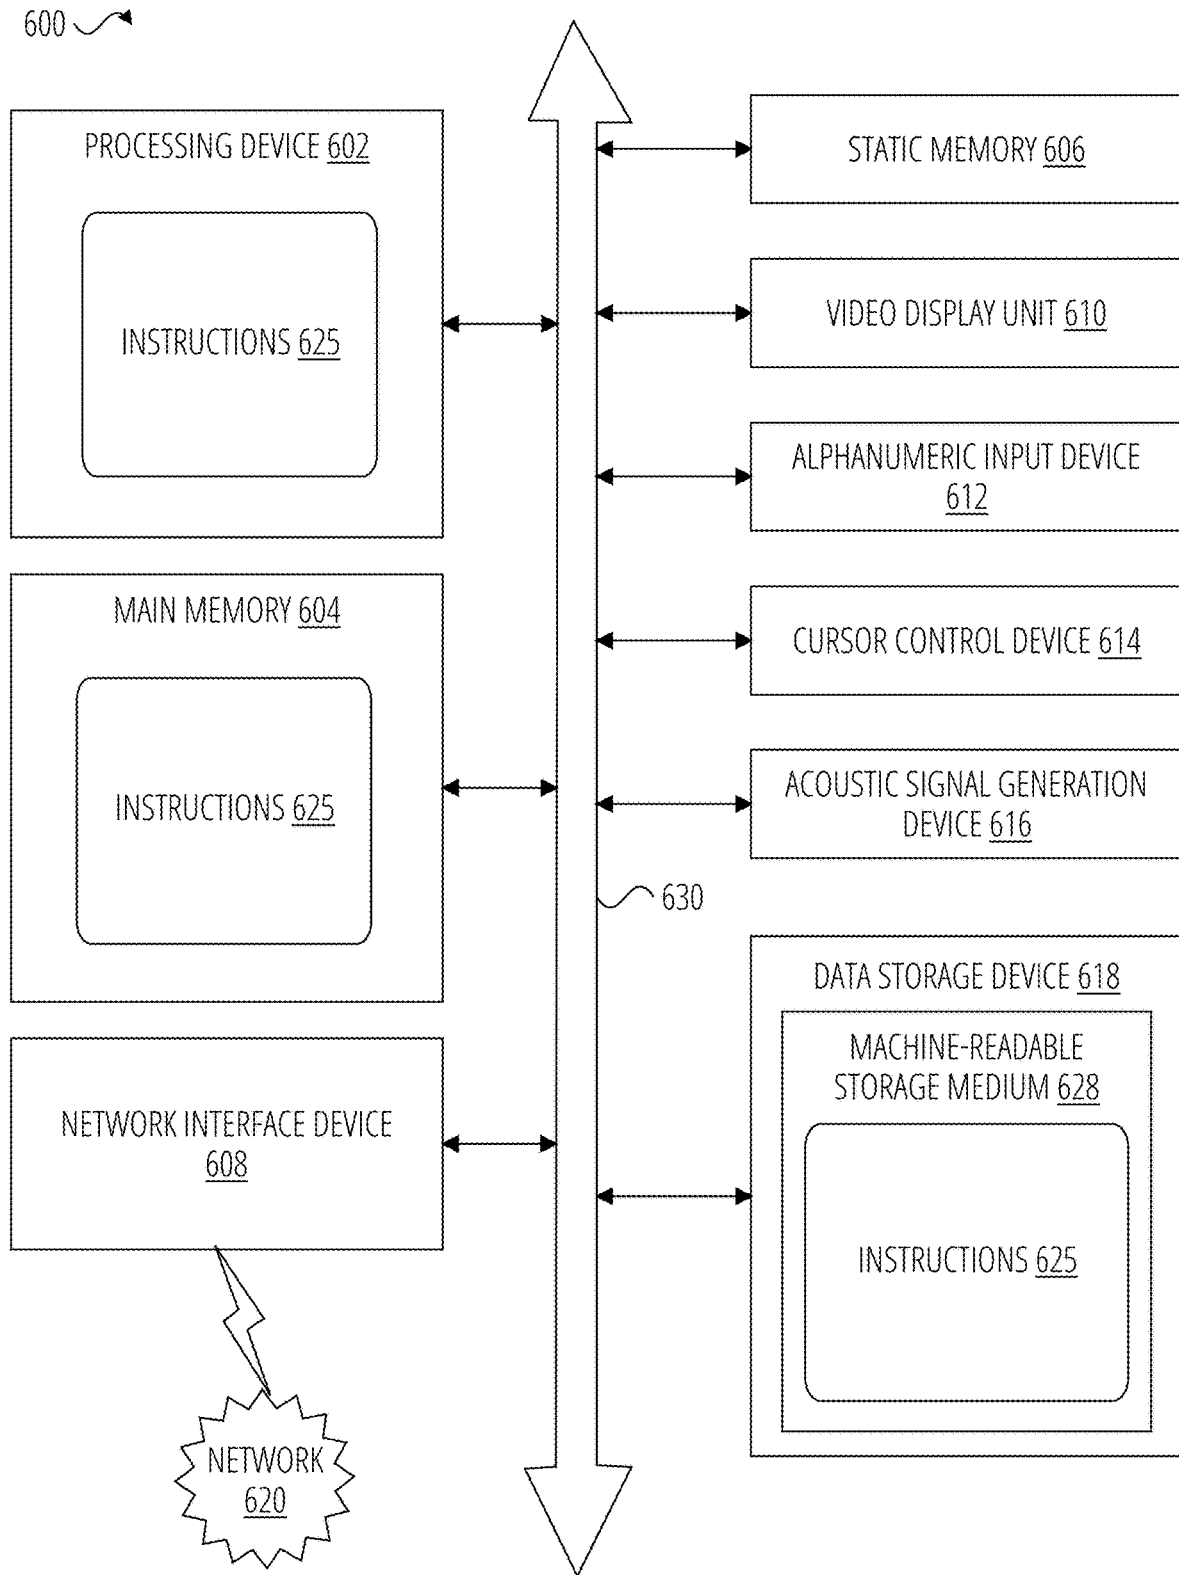 600
PROCESSING DEVICE 602
INSTRUCTIONS 625
MAIN MEMORY 604
INSTRUCTIONS 625
NETWORK INTERFACE DEVICE
608
NETWORK
620
STATIC MEMORY 606
VIDEO DISPLAY UNIT 610
ALPHANUMERIC INPUT DEVICE
612
CURSOR CONTROL DEVICE 614
ACOUSTIC SIGNAL GENERATION
DEVICE 616
630
DATA STORAGE DEVICE 618
MACHINE-READABLE
STORAGE MEDIUM 628
INSTRUCTIONS 625